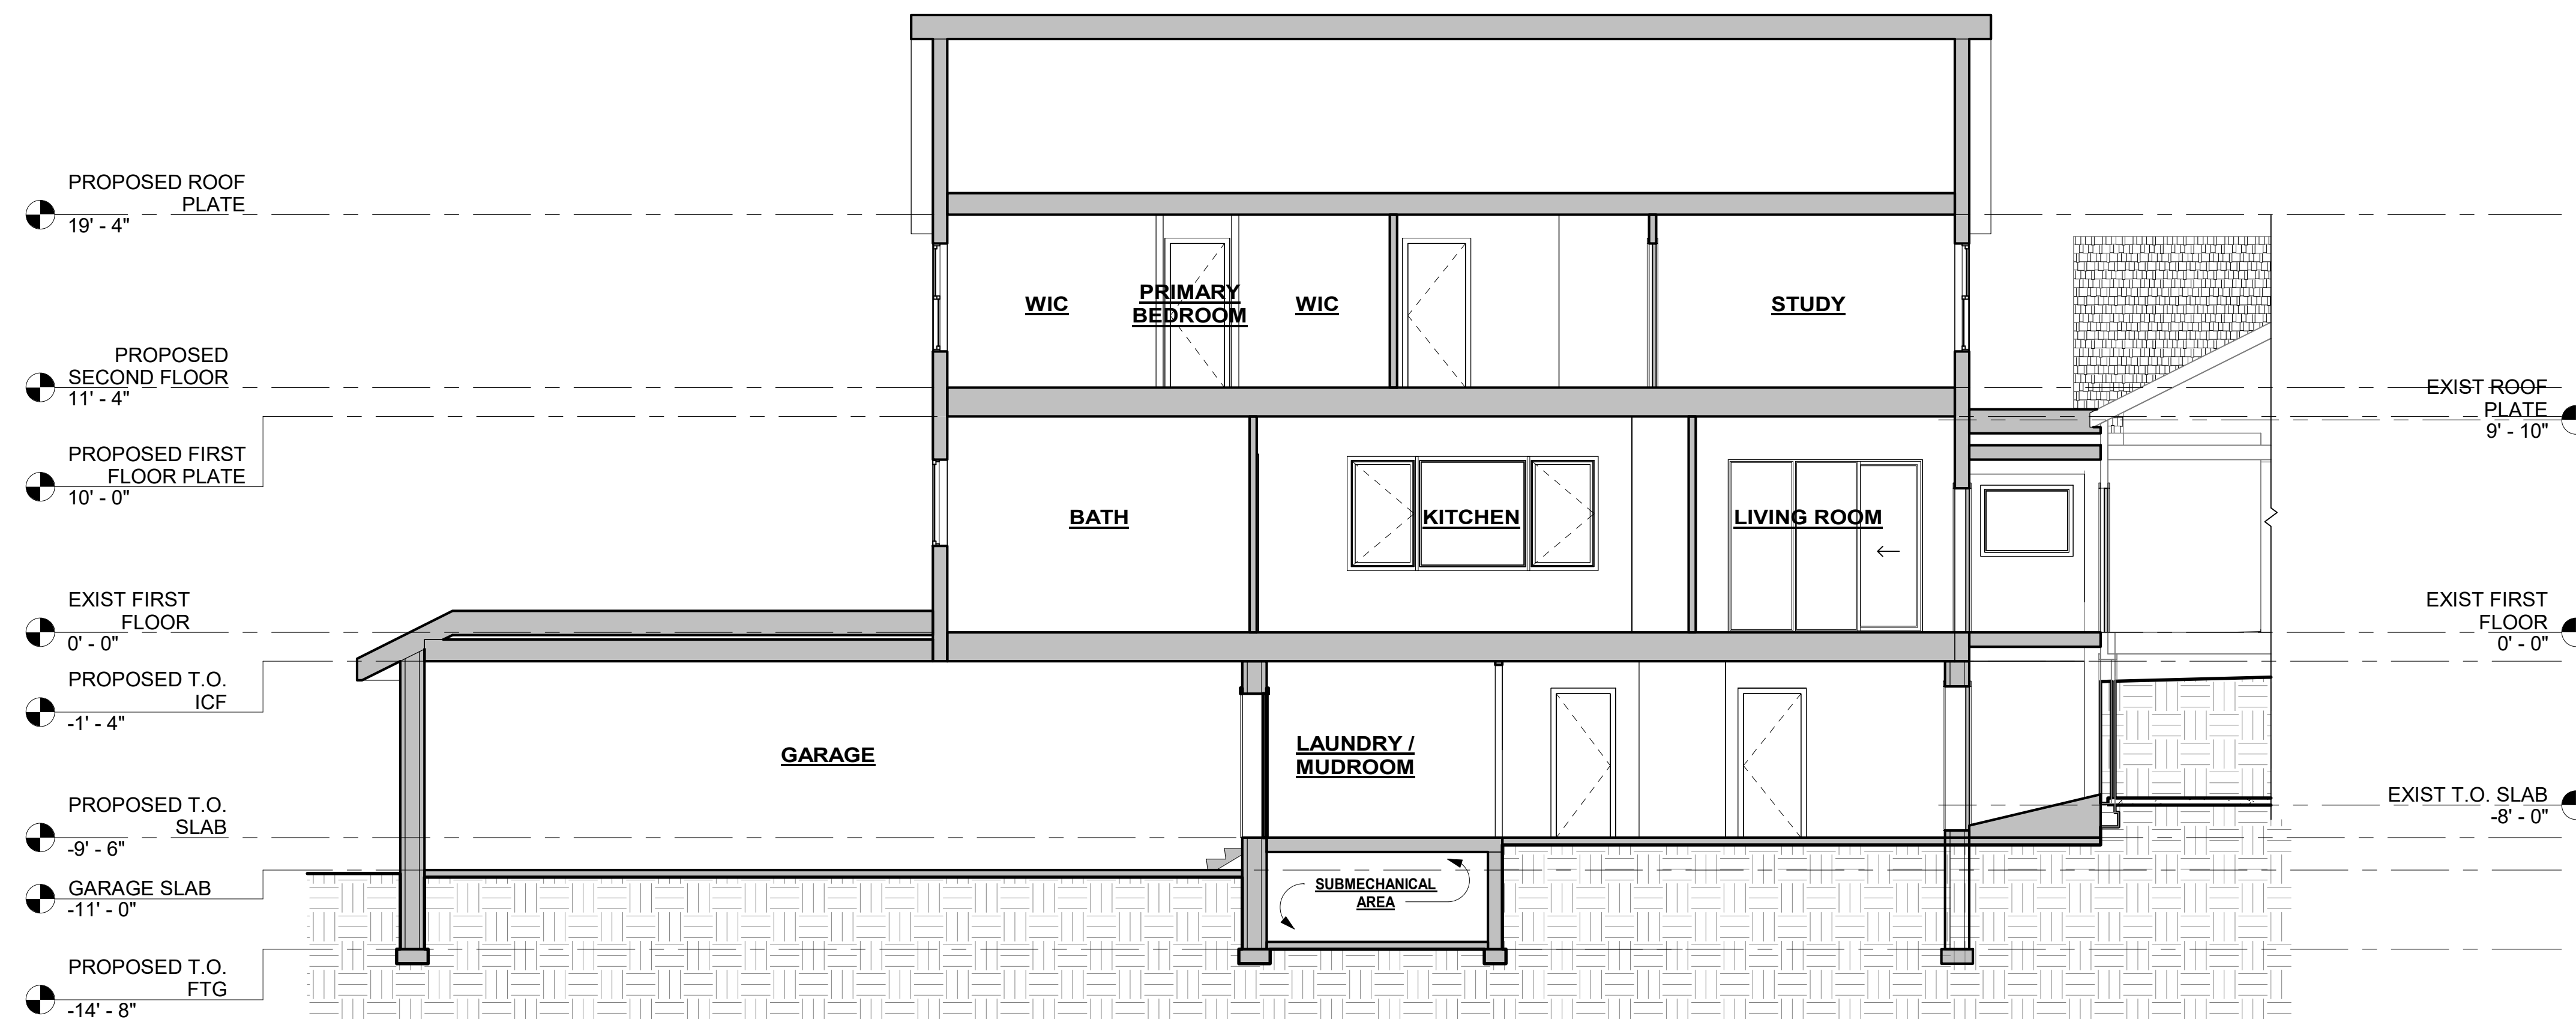 PROPOSED ROOF
PLATE
19' - 4"
PROPOSED
SECOND FLOOR
11' - 4"
PROPOSED FIRST
FLOOR PLATE
10' - 0"
EXIST FIRST
FLOOR
0' - 0"
PROPOSED T.O.
ICF
-1' - 4"
PROPOSED T.O.
SLAB
-9' - 6"
GARAGE SLAB
-11' - 0"
PROPOSED T.O.
FTG
-14' - 8"
WIC
PRIMARY
BEDROOM
WIC
STUDY
BATH
KITCHEN
LIVING ROOM
GARAGE
LAUNDRY /
MUDROOM
SUBMECHANICAL
AREA
EXIST ROOF
PLATE
9' - 10"
EXIST FIRST
FLOOR
0' - 0"
EXIST T.O. SLAB
-8' - 0"